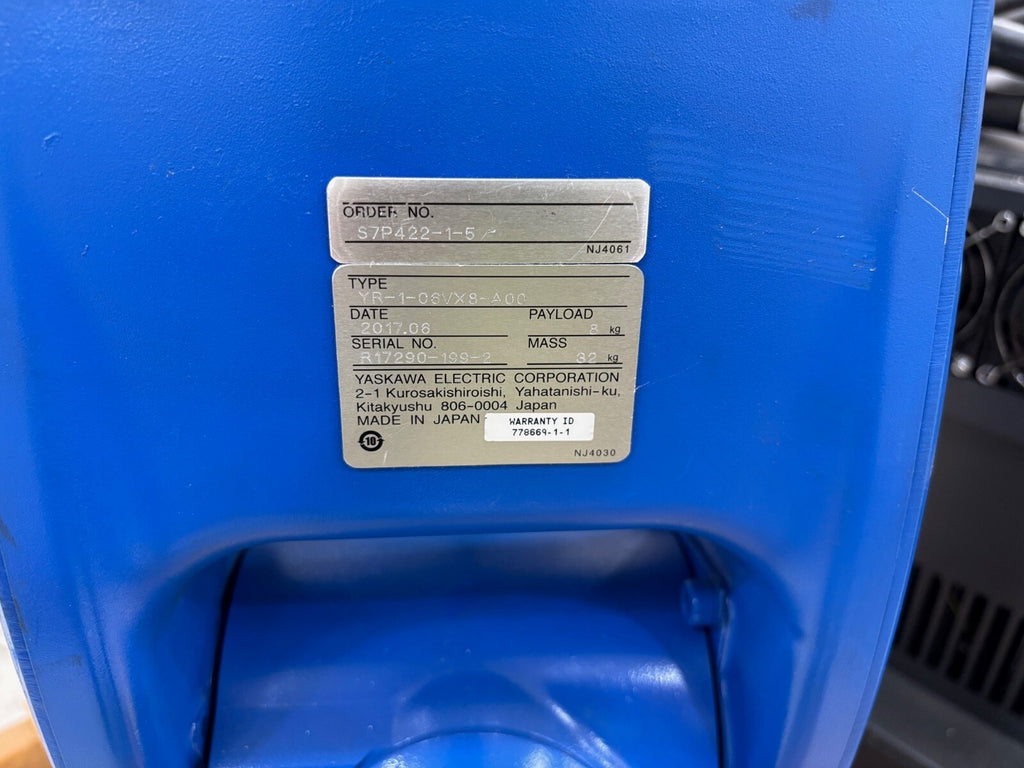 ORDER NO.
S7P422-1-5
NJ4061
TYPE
YR-1-06VX8-A00
DATE PAYLOAD
2017.06 8 kg
SERIAL NO. MASS
R17290-199-2 32 kg
YASKAWA ELECTRIC CORPORATION
2-1 Kurosakishiroishi, Yahatanishi-ku,
Kitakyushu 806-0004 Japan
MADE IN JAPAN
WARRANTY ID
778669-1-1
10
NJ4030